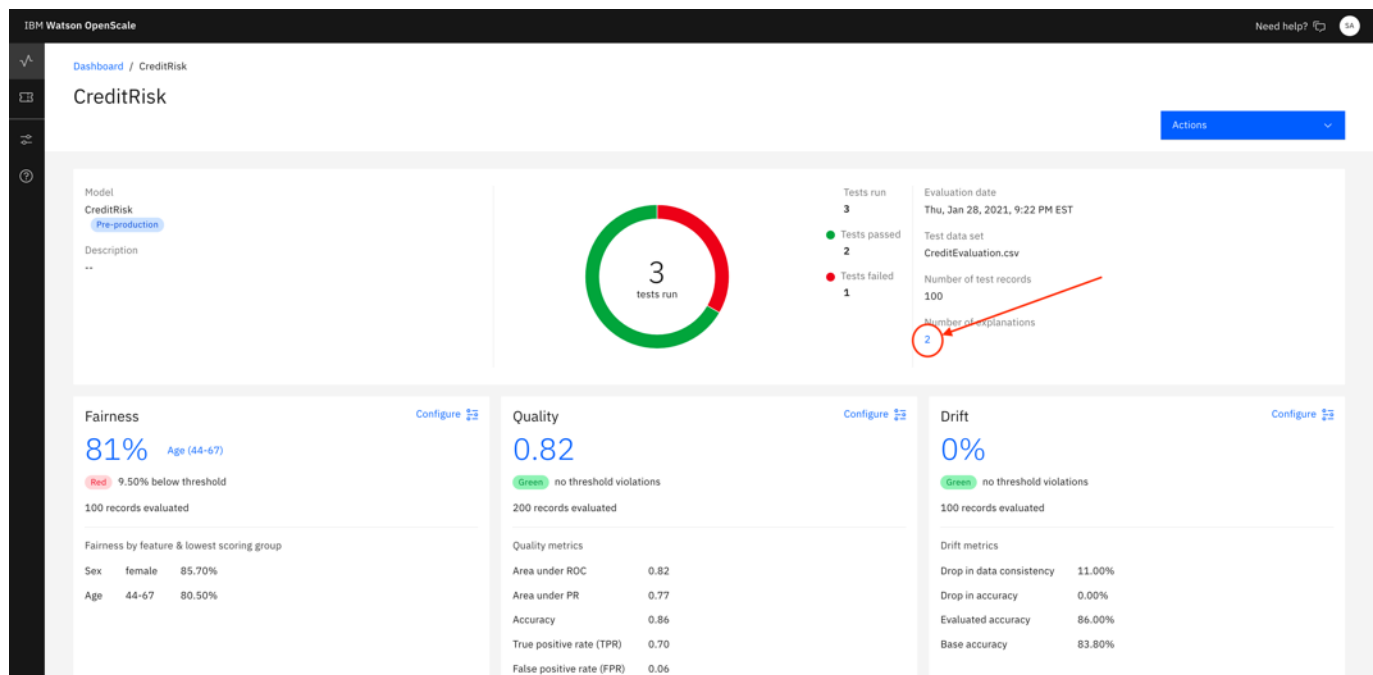 IBM Watson OpenScale
Need help?
SA
Dashboard / CreditRisk
CreditRisk
Actions
Model
CreditRisk
Pre-production
Description
--
3
tests run
Tests run
3
Tests passed
2
Tests failed
1
Evaluation date
Thu, Jan 28, 2021, 9:22 PM EST
Test data set
CreditEvaluation.csv
Number of test records
100
Number of explanations
2
Fairness
Configure
81% Age (44-67)
Red 9.50% below threshold
100 records evaluated
Fairness by feature & lowest scoring group
Sex female 85.70%
Age 44-67 80.50%
Quality
Configure
0.82
Green no threshold violations
200 records evaluated
Quality metrics
Area under ROC 0.82
Area under PR 0.77
Accuracy 0.86
True positive rate (TPR) 0.70
False positive rate (FPR) 0.06
Drift
Configure
0%
Green no threshold violations
100 records evaluated
Drift metrics
Drop in data consistency 11.00%
Drop in accuracy 0.00%
Evaluated accuracy 86.00%
Base accuracy 83.80%